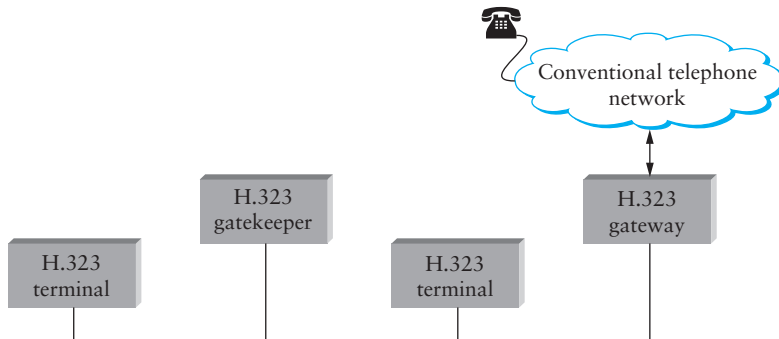 Conventional telephone
network
H.323
gatekeeper
H.323
gateway
H.323
terminal
H.323
terminal